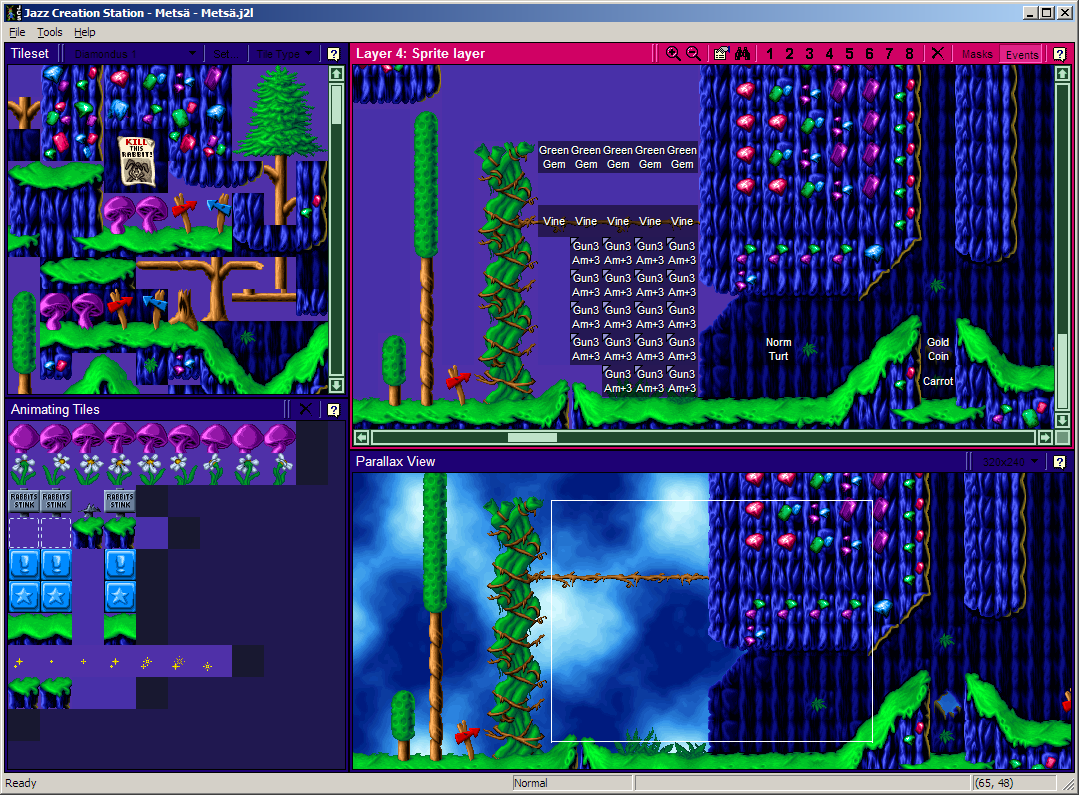 Jazz Creation Station - Metsä - Metsä.j2l
File Tools Help
Tileset Diamondus 1 Set... Tile Type ?
Layer 4: Sprite layer 1 2 3 4 5 6 7 8 Masks Events ?
KILL
THIS
RABBIT!
Green Green Green Green Green
Gem Gem Gem Gem Gem
Vine Vine Vine Vine Vine
Gun3 Gun3 Gun3 Gun3
Am+3 Am+3 Am+3 Am+3
Gun3 Gun3 Gun3 Gun3
Am+3 Am+3 Am+3 Am+3
Gun3 Gun3 Gun3 Gun3
Am+3 Am+3 Am+3 Am+3
Gun3 Gun3 Gun3 Gun3
Am+3 Am+3 Am+3 Am+3
Gun3 Gun3 Gun3
Am+3 Am+3 Am+3
Norm
Turt
Gold
Coin
Carrot
Animating Tiles ?
RABBITS
STINK
RABBITS
STINK
RABBITS
STINK
! ! !
Parallax View 320x240 ?
Ready Normal (65, 48)